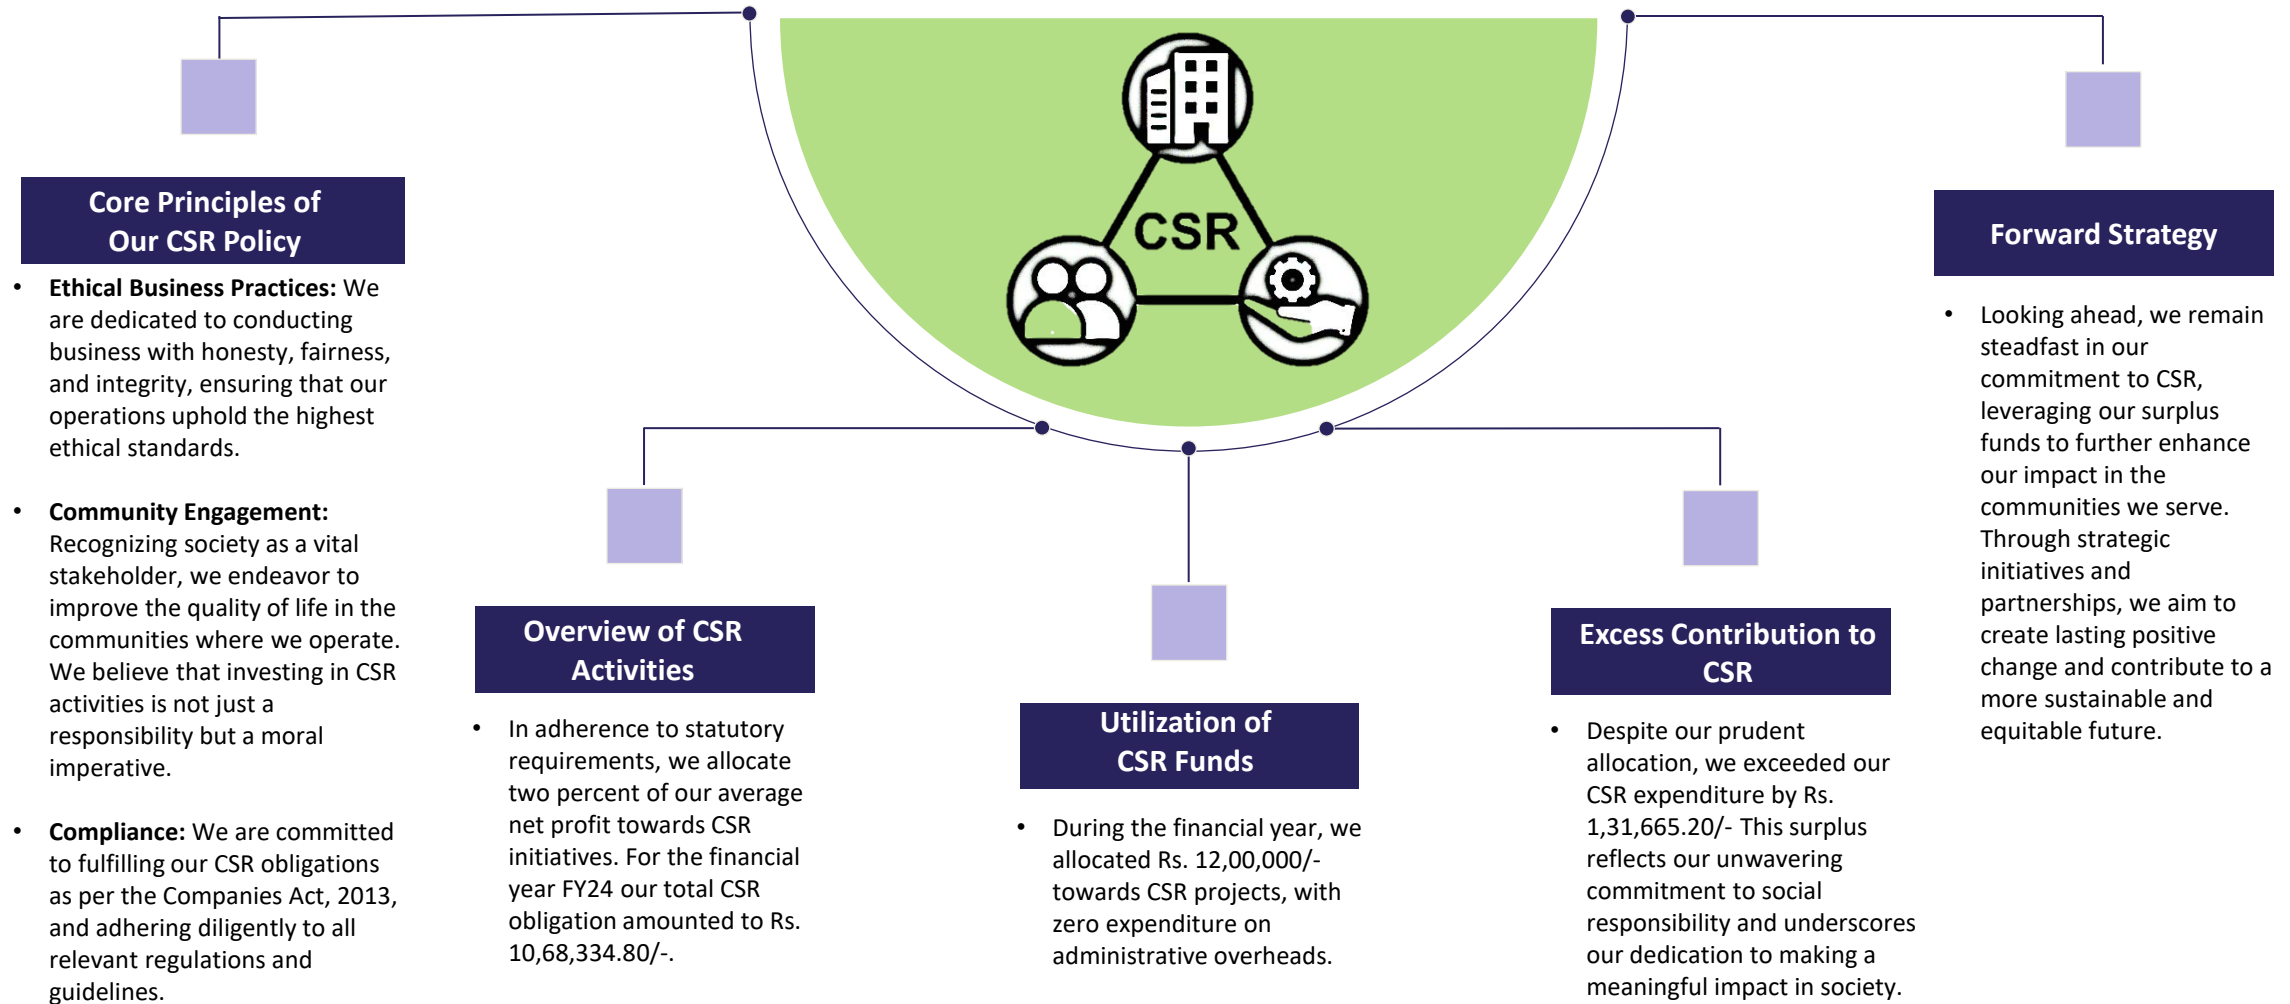 CSR
Core Principles of
Our CSR Policy
• Ethical Business Practices: We
are dedicated to conducting
business with honesty, fairness,
and integrity, ensuring that our
operations uphold the highest
ethical standards.
• Community Engagement:
Recognizing society as a vital
stakeholder, we endeavor to
improve the quality of life in the
communities where we operate.
We believe that investing in CSR
activities is not just a
responsibility but a moral
imperative.
• Compliance: We are committed
to fulfilling our CSR obligations
as per the Companies Act, 2013,
and adhering diligently to all
relevant regulations and
guidelines.
Overview of CSR
Activities
• In adherence to statutory
requirements, we allocate
two percent of our average
net profit towards CSR
initiatives. For the financial
year FY24 our total CSR
obligation amounted to Rs.
10,68,334.80/-.
Utilization of
CSR Funds
• During the financial year, we
allocated Rs. 12,00,000/-
towards CSR projects, with
zero expenditure on
administrative overheads.
Excess Contribution to
CSR
• Despite our prudent
allocation, we exceeded our
CSR expenditure by Rs.
1,31,665.20/- This surplus
reflects our unwavering
commitment to social
responsibility and underscores
our dedication to making a
meaningful impact in society.
Forward Strategy
• Looking ahead, we remain
steadfast in our
commitment to CSR,
leveraging our surplus
funds to further enhance
our impact in the
communities we serve.
Through strategic
initiatives and
partnerships, we aim to
create lasting positive
change and contribute to a
more sustainable and
equitable future.